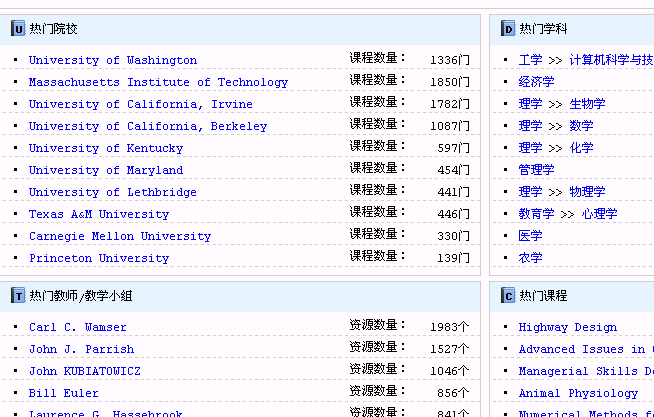 U 热门院校
University of Washington 课程数量： 1336门
Massachusetts Institute of Technology 课程数量： 1850门
University of California, Irvine 课程数量： 1782门
University of California, Berkeley 课程数量： 1087门
University of Kentucky 课程数量： 597门
University of Maryland 课程数量： 454门
University of Lethbridge 课程数量： 441门
Texas A&M University 课程数量： 446门
Carnegie Mellon University 课程数量： 330门
Princeton University 课程数量： 139门
D 热门学科
工学 >> 计算机科学与技
经济学
理学 >> 生物学
理学 >> 数学
理学 >> 化学
管理学
理学 >> 物理学
教育学 >> 心理学
医学
农学
T 热门教师/教学小组
Carl C. Wamser 资源数量： 1983个
John J. Parrish 资源数量： 1527个
John KUBIATOWICZ 资源数量： 1046个
Bill Euler 资源数量： 856个
Laurence G. Hassebrook 资源数量： 841个
C 热门课程
Highway Design
Advanced Issues in
Managerial Skills
Animal Physiology
Numerical Methods